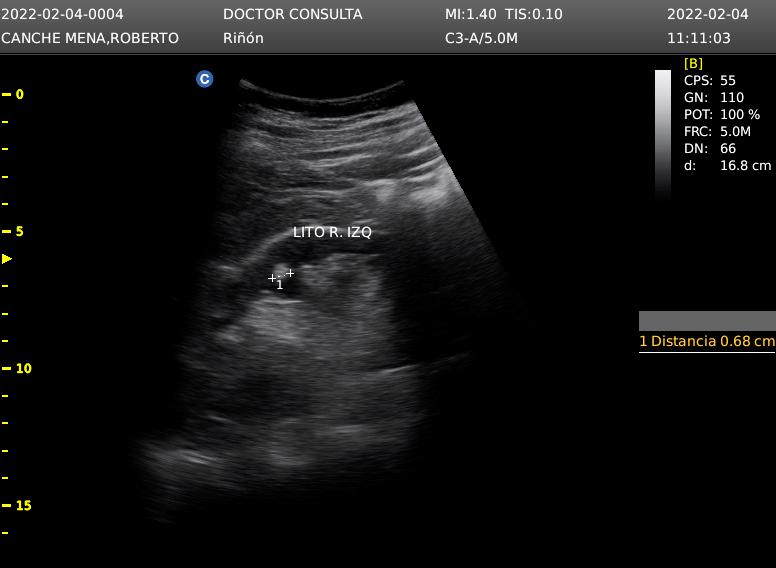 2022-02-04-0004 DOCTOR CONSULTA MI:1.40 TIS:0.10 2022-02-04
CANCHE MENA,ROBERTO Riñón C3-A/5.0M 11:11:03
C
[B]
CPS: 55
GN: 110
POT: 100 %
FRC: 5.0M
DN: 66
d: 16.8 cm
0
5
LITO R. IZQ
1
1 Distancia 0.68 cm
10
15